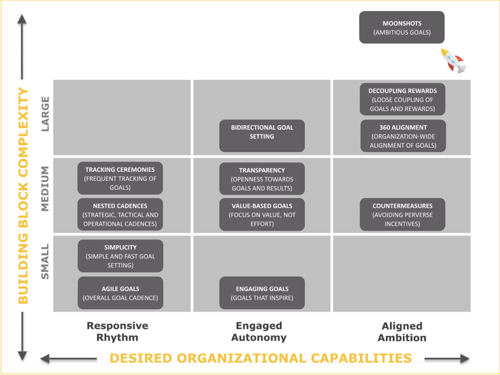 MOONSHOTS
(AMBITIOUS GOALS)
BUILDING BLOCK COMPLEXITY
LARGE
DECOUPLING REWARDS
(LOOSE COUPLING OF
GOALS AND REWARDS)
BIDIRECTIONAL GOAL
SETTING
360 ALIGNMENT
(ORGANIZATION-WIDE
ALIGNMENT OF GOALS)
MEDIUM
TRACKING CEREMONIES
(FREQUENT TRACKING OF
GOALS)
TRANSPARENCY
(OPENNESS TOWARDS
GOALS AND RESULTS)
NESTED CADENCES
(STRATEGIC, TACTICAL AND
OPERATIONAL CADENCES)
VALUE-BASED GOALS
(FOCUS ON VALUE, NOT
EFFORT)
COUNTERMEASURES
(AVOIDING PERVERSE
INCENTIVES)
SMALL
SIMPLICITY
(SIMPLE AND FAST GOAL
SETTING)
AGILE GOALS
(OVERALL GOAL CADENCE)
ENGAGING GOALS
(GOALS THAT INSPIRE)
Responsive
Rhythm
Engaged
Autonomy
Aligned
Ambition
DESIRED ORGANIZATIONAL CAPABILITIES